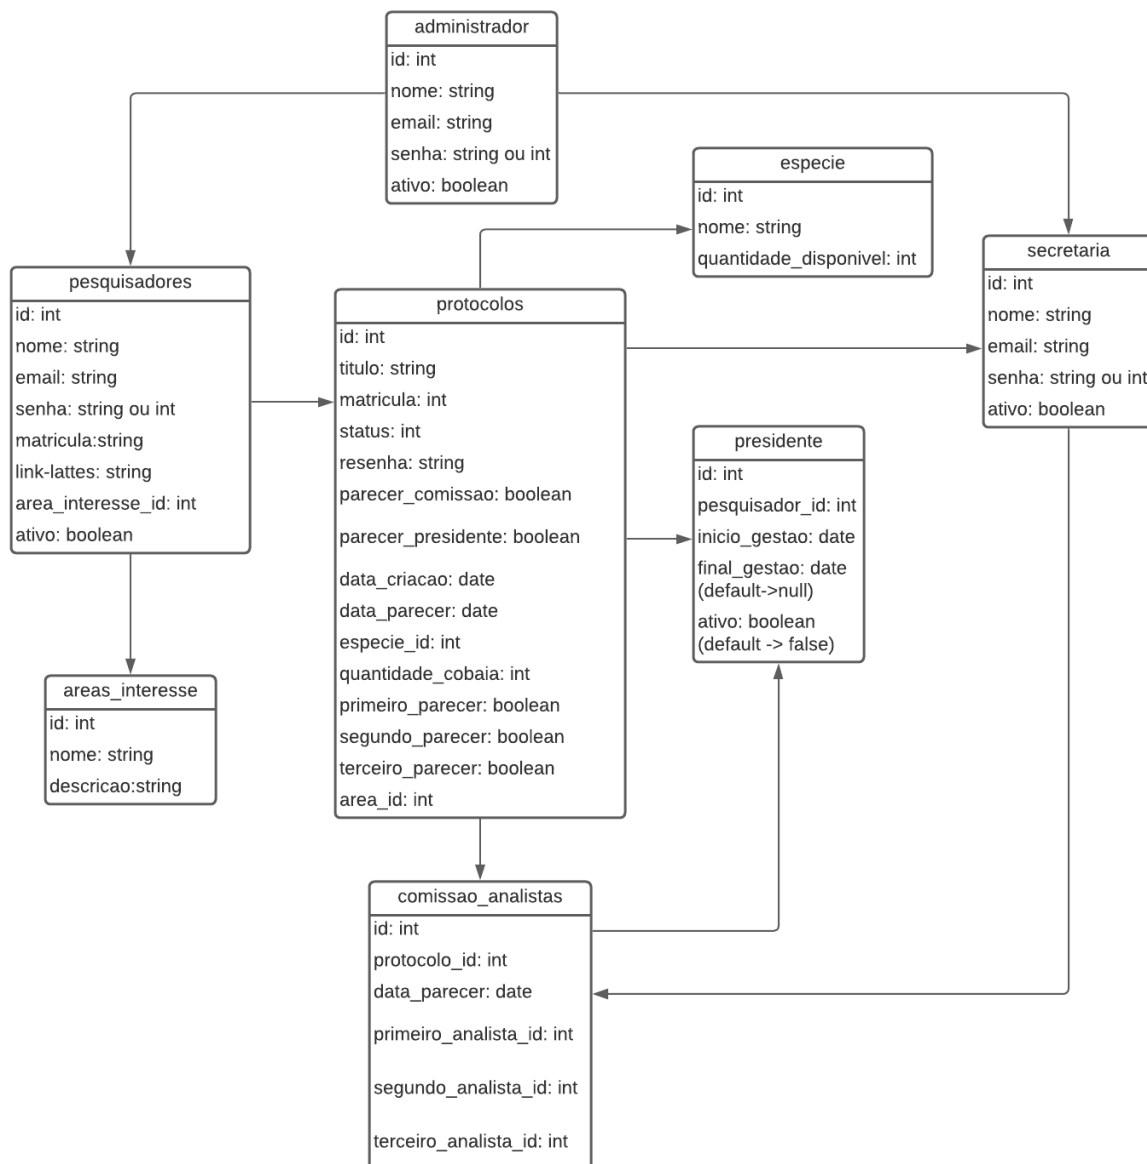 administrador
id: int
nome: string
email: string
senha: string ou int
ativo: boolean
especie
id: int
nome: string
quantidade_disponivel: int
secretaria
id: int
nome: string
email: string
senha: string ou int
ativo: boolean
pesquisadores
id: int
nome: string
email: string
senha: string ou int
matricula:string
link-lattes: string
area_interesse_id: int
ativo: boolean
protocolos
id: int
titulo: string
matricula: int
status: int
resenha: string
parecer_comissao: boolean
parecer_presidente: boolean
data_criacao: date
data_parecer: date
especie_id: int
quantidade_cobaia: int
primeiro_parecer: boolean
segundo_parecer: boolean
terceiro_parecer: boolean
area_id: int
presidente
id: int
pesquisador_id: int
inicio_gestao: date
final_gestao: date
(default->null)
ativo: boolean
(default -> false)
areas_interesse
id: int
nome: string
descricao:string
comissao_analistas
id: int
protocolo_id: int
data_parecer: date
primeiro_analista_id: int
segundo_analista_id: int
terceiro_analista_id: int